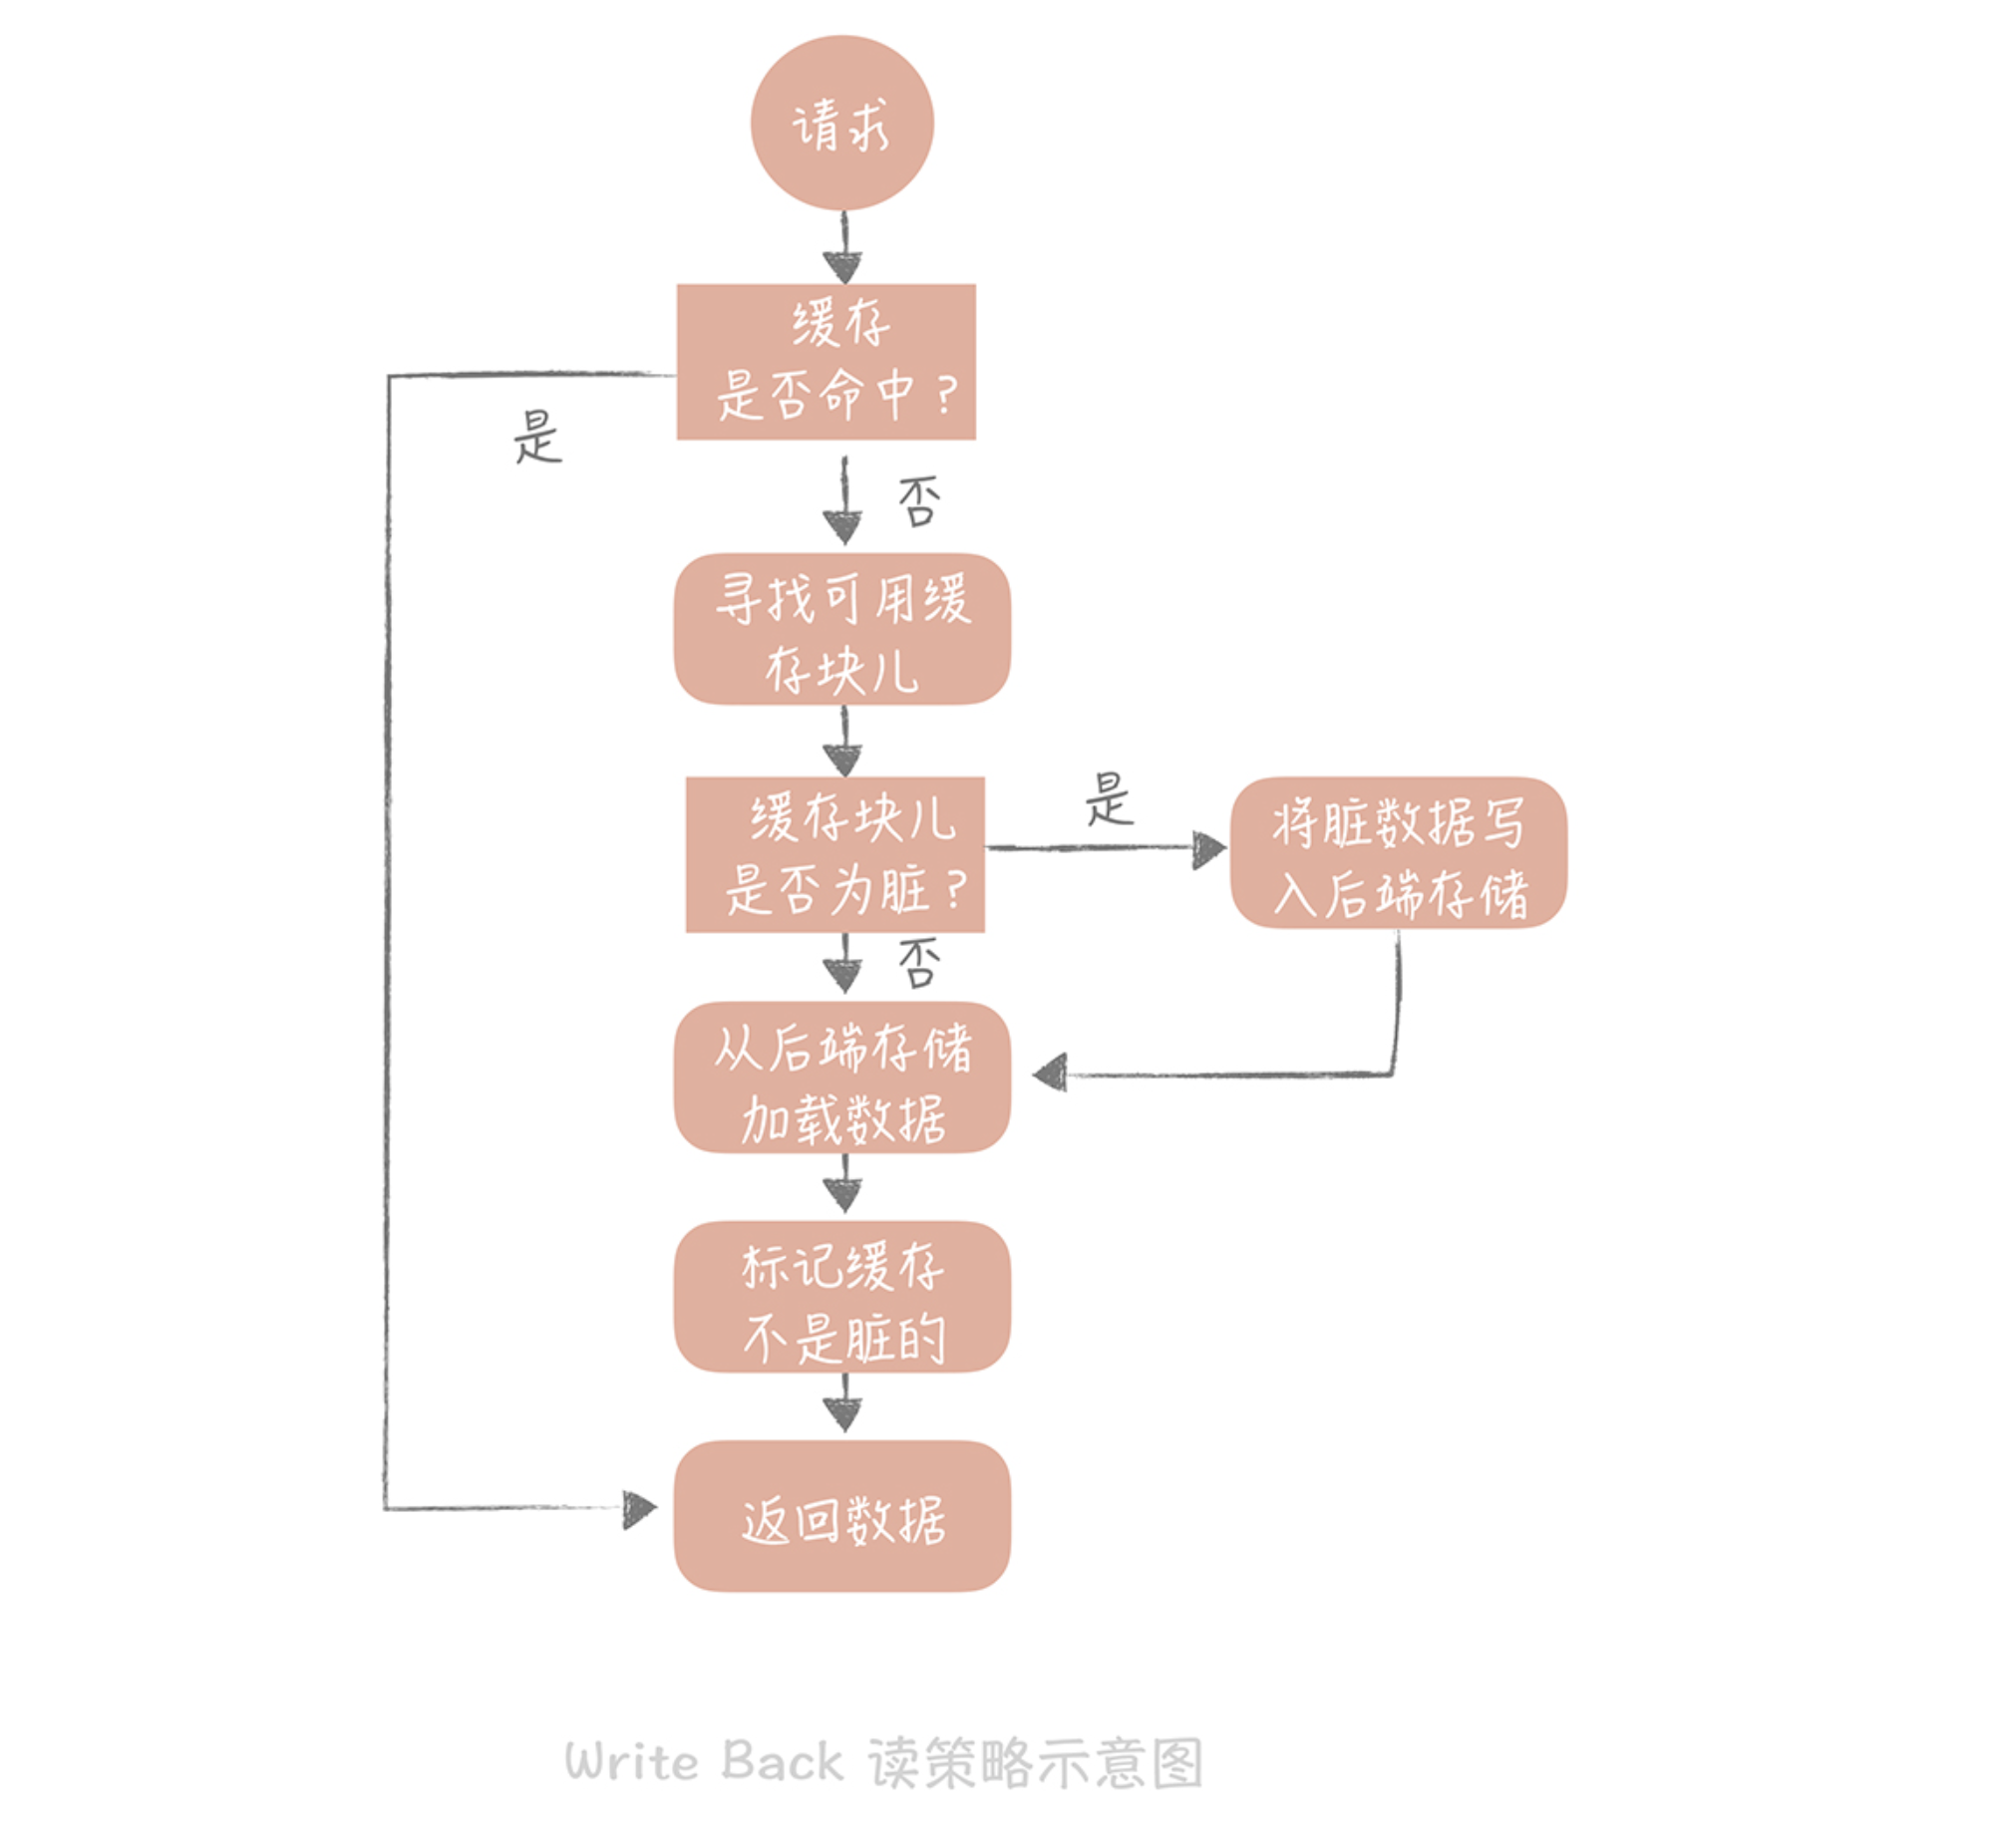 请求
缓存
是否命中？
是
否
寻找可用缓
存块儿
缓存块儿
是否为脏？
是
将脏数据写
入后端存储
否
从后端存储
加载数据
标记缓存
不是脏的
返回数据
Write Back 读策略示意图